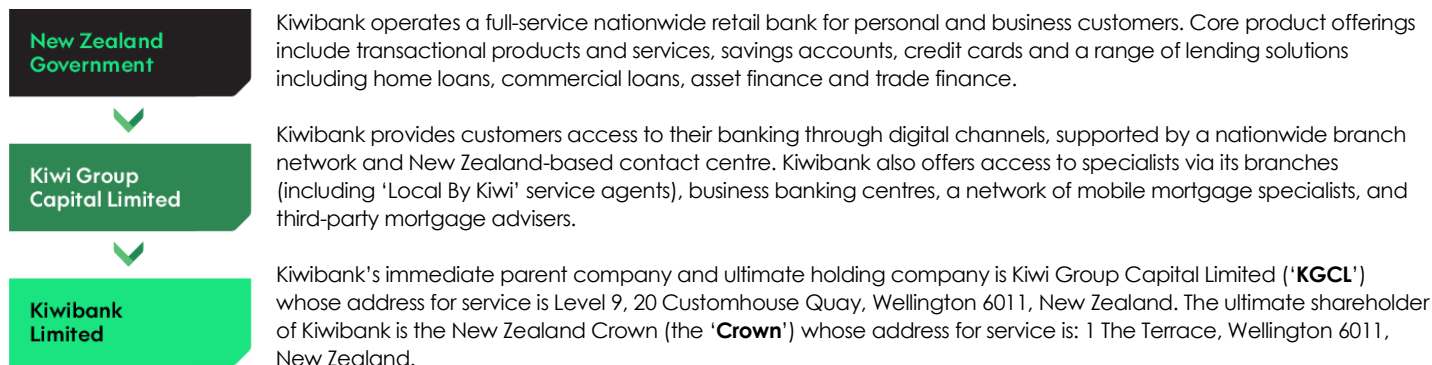 New Zealand
Government
Kiwi Group
Capital Limited
Kiwibank
Limited
Kiwibank operates a full-service nationwide retail bank for personal and business customers. Core product offerings
include transactional products and services, savings accounts, credit cards and a range of lending solutions
including home loans, commercial loans, asset finance and trade finance.
Kiwibank provides customers access to their banking through digital channels, supported by a nationwide branch
network and New Zealand-based contact centre. Kiwibank also offers access to specialists via its branches
(including ‘Local By Kiwi’ service agents), business banking centres, a network of mobile mortgage specialists, and
third-party mortgage advisers.
Kiwibank’s immediate parent company and ultimate holding company is Kiwi Group Capital Limited (‘KGCL’)
whose address for service is Level 9, 20 Customhouse Quay, Wellington 6011, New Zealand. The ultimate shareholder
of Kiwibank is the New Zealand Crown (the ‘Crown’) whose address for service is: 1 The Terrace, Wellington 6011,
New Zealand.